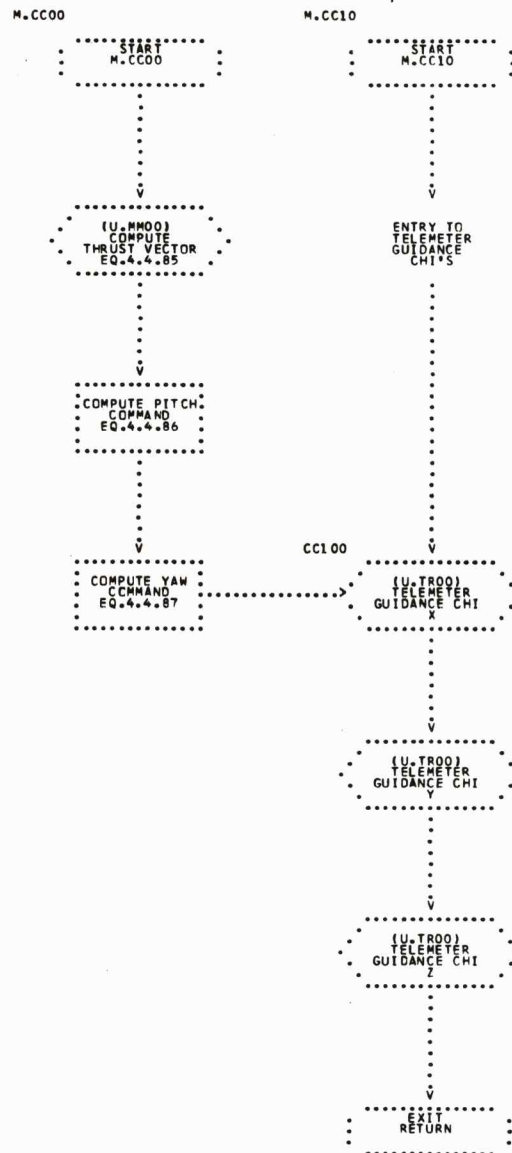 M.CC00
M.CC10
START
M.CC00
START
M.CC10
(U.MM00)
COMPUTE
THRUST VECTOR
EQ.4.4.85
ENTRY TO
TELEMETER
GUIDANCE
CHI'S
COMPUTE PITCH
COMMAND
EQ.4.4.86
CC100
COMPUTE YAW
COMMAND
EQ.4.4.87
(U.TR00)
TELEMETER
GUIDANCE CHI
X
(U.TR00)
TELEMETER
GUIDANCE CHI
Y
(U.TR00)
TELEMETER
GUIDANCE CHI
Z
EXIT
RETURN